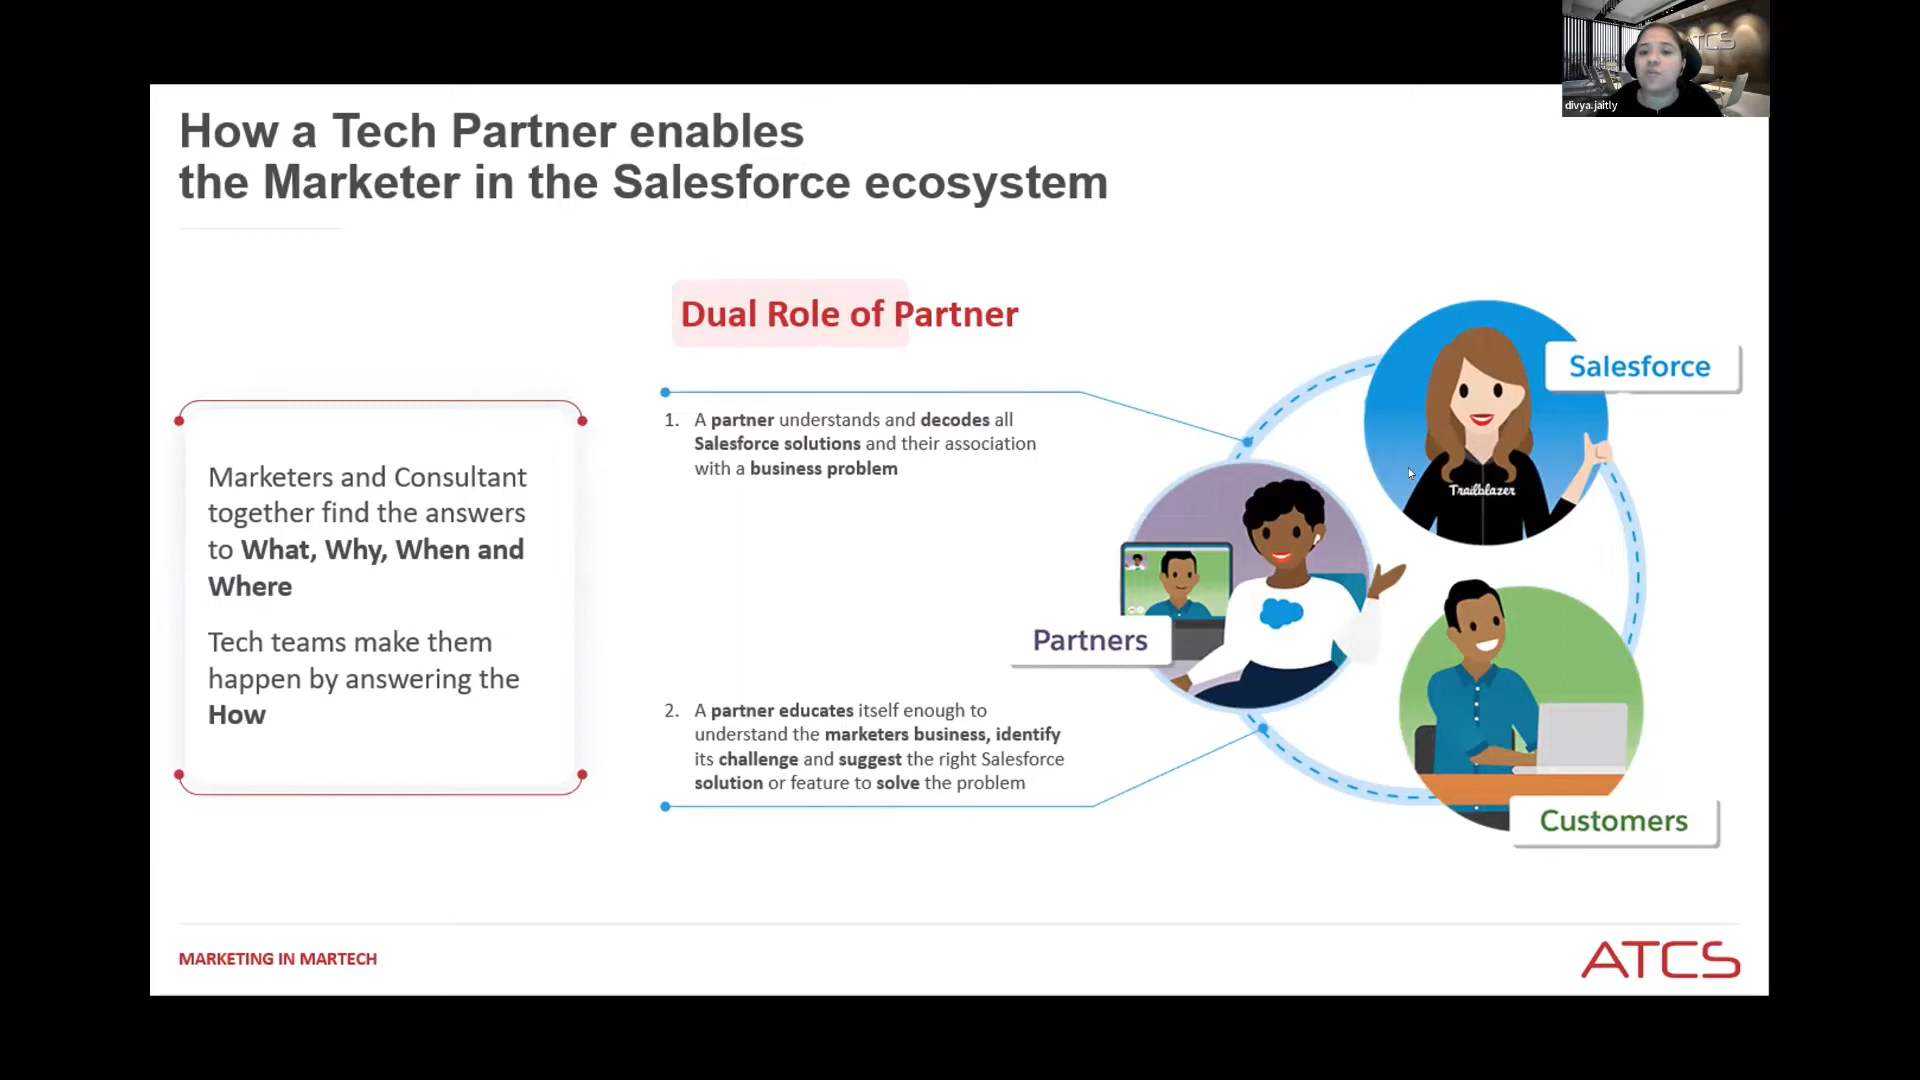 ATCS
divya.jaitly
How a Tech Partner enables
the Marketer in the Salesforce ecosystem
Dual Role of Partner
Marketers and Consultant
together find the answers
to What, Why, When and
Where
Tech teams make them
happen by answering the
How
1. A partner understands and decodes all
Salesforce solutions and their association
with a business problem
2. A partner educates itself enough to
understand the marketers business, identify
its challenge and suggest the right Salesforce
solution or feature to solve the problem
Salesforce
Trailblazer
Partners
Customers
MARKETING IN MARTECH
ATCS